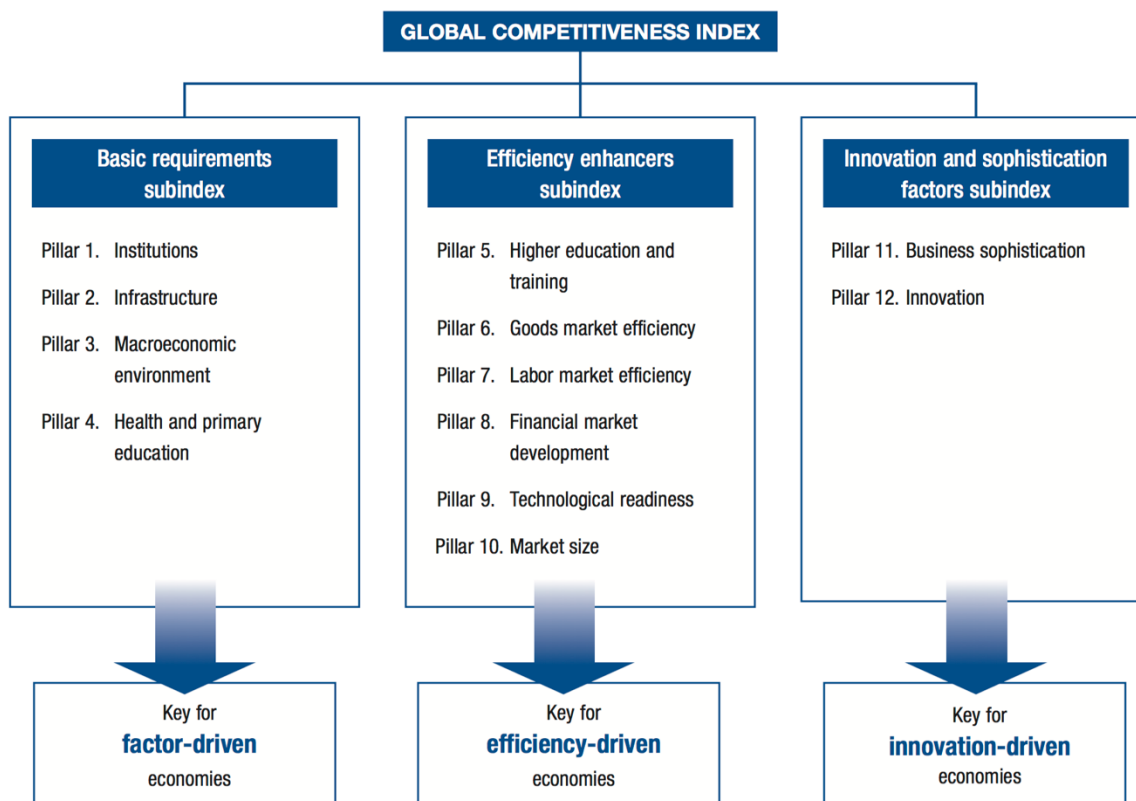 GLOBAL COMPETITIVENESS INDEX
Basic requirements
subindex
Pillar 1. Institutions
Pillar 2. Infrastructure
Pillar 3. Macroeconomic
environment
Pillar 4. Health and primary
education
Key for
factor-driven
economies
Efficiency enhancers
subindex
Pillar 5. Higher education and
training
Pillar 6. Goods market efficiency
Pillar 7. Labor market efficiency
Pillar 8. Financial market
development
Pillar 9. Technological readiness
Pillar 10. Market size
Key for
efficiency-driven
economies
Innovation and sophistication
factors subindex
Pillar 11. Business sophistication
Pillar 12. Innovation
Key for
innovation-driven
economies